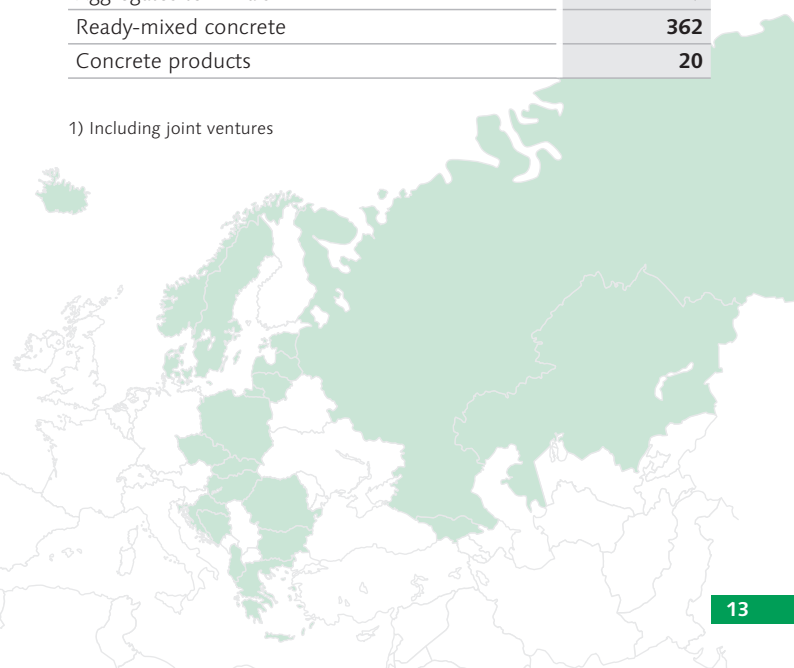 Ready-mixed concrete 362
Concrete products 20
1) Including joint ventures
13